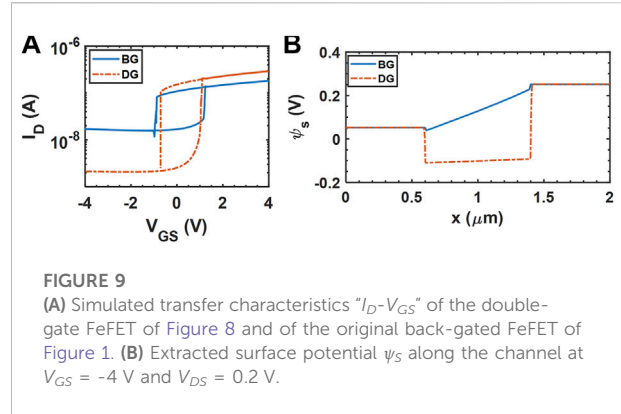 A
B
10^-6
10^-8
I_D (A)
BG
DG
-4
-2
0
2
4
V_GS (V)
0.4
0.2
0
-0.2
ψ_s (V)
BG
DG
0
0.5
1
1.5
2
x (μm)
FIGURE 9
(A) Simulated transfer characteristics "I_D-V_GS" of the double-
gate FeFET of Figure 8 and of the original back-gated FeFET of
Figure 1. (B) Extracted surface potential ψ_S along the channel at
V_GS = -4 V and V_DS = 0.2 V.